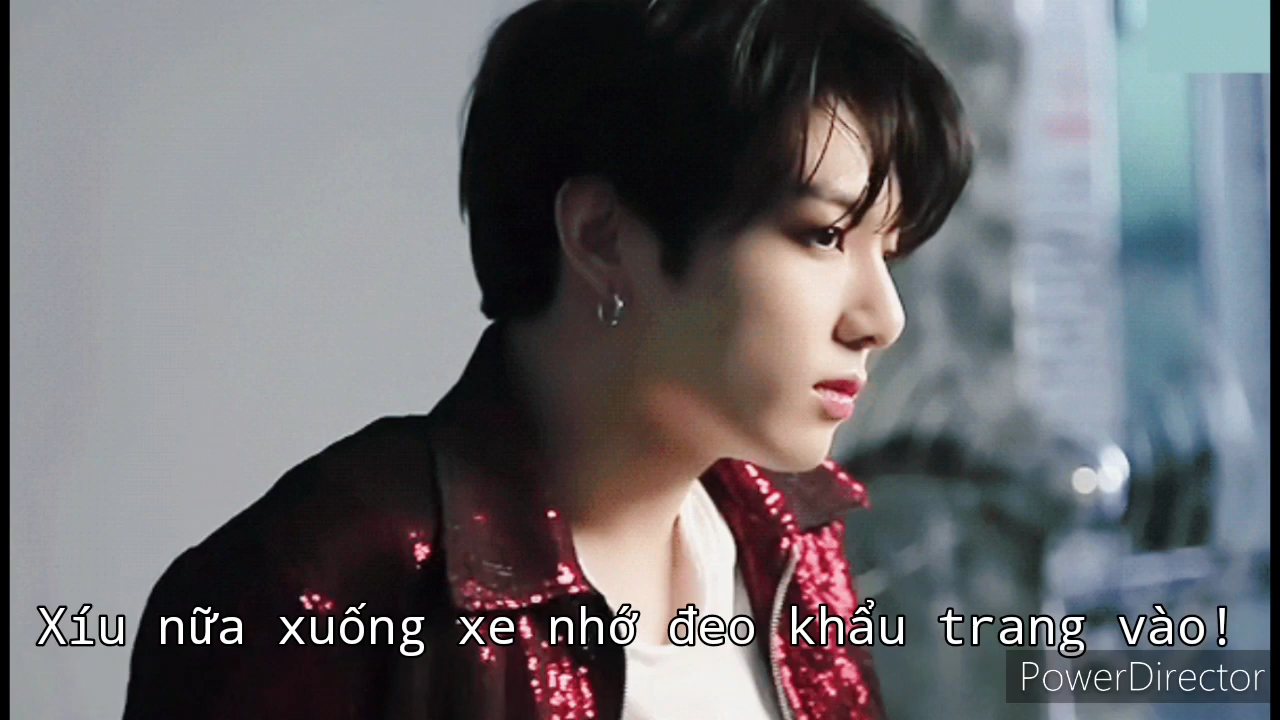 Xíu nữa xuống xe nhớ đeo khẩu trang vào!
PowerDirector